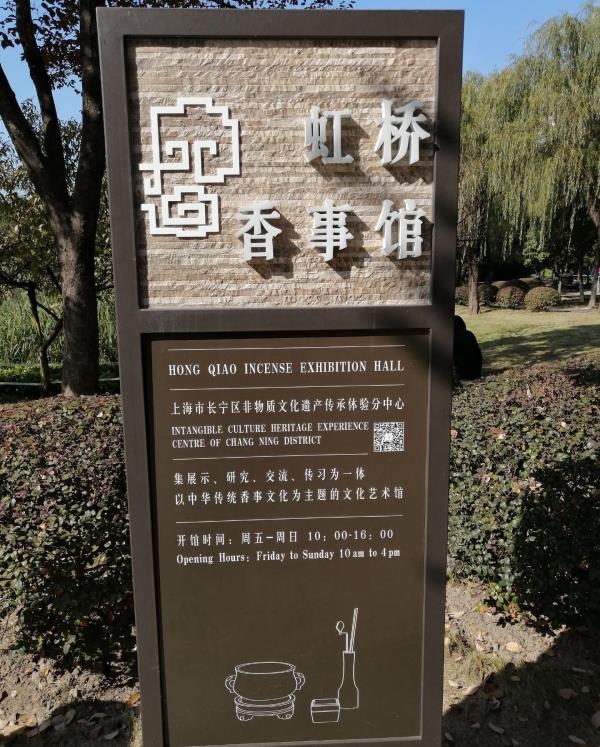 虹桥
香事馆
HONG QIAO INCENSE EXHIBITION HALL
上海市长宁区非物质文化遗产传承体验分中心
INTANGIBLE CULTURE HERITAGE EXPERIENCE
CENTRE OF CHANG NING DISTRICT
集展示、研究、交流、传习为一体
以中华传统香事文化为主题的文化艺术馆
开馆时间：周五－周日 10：00-16：00
Opening Hours: Friday to Sunday 10 am to 4 pm